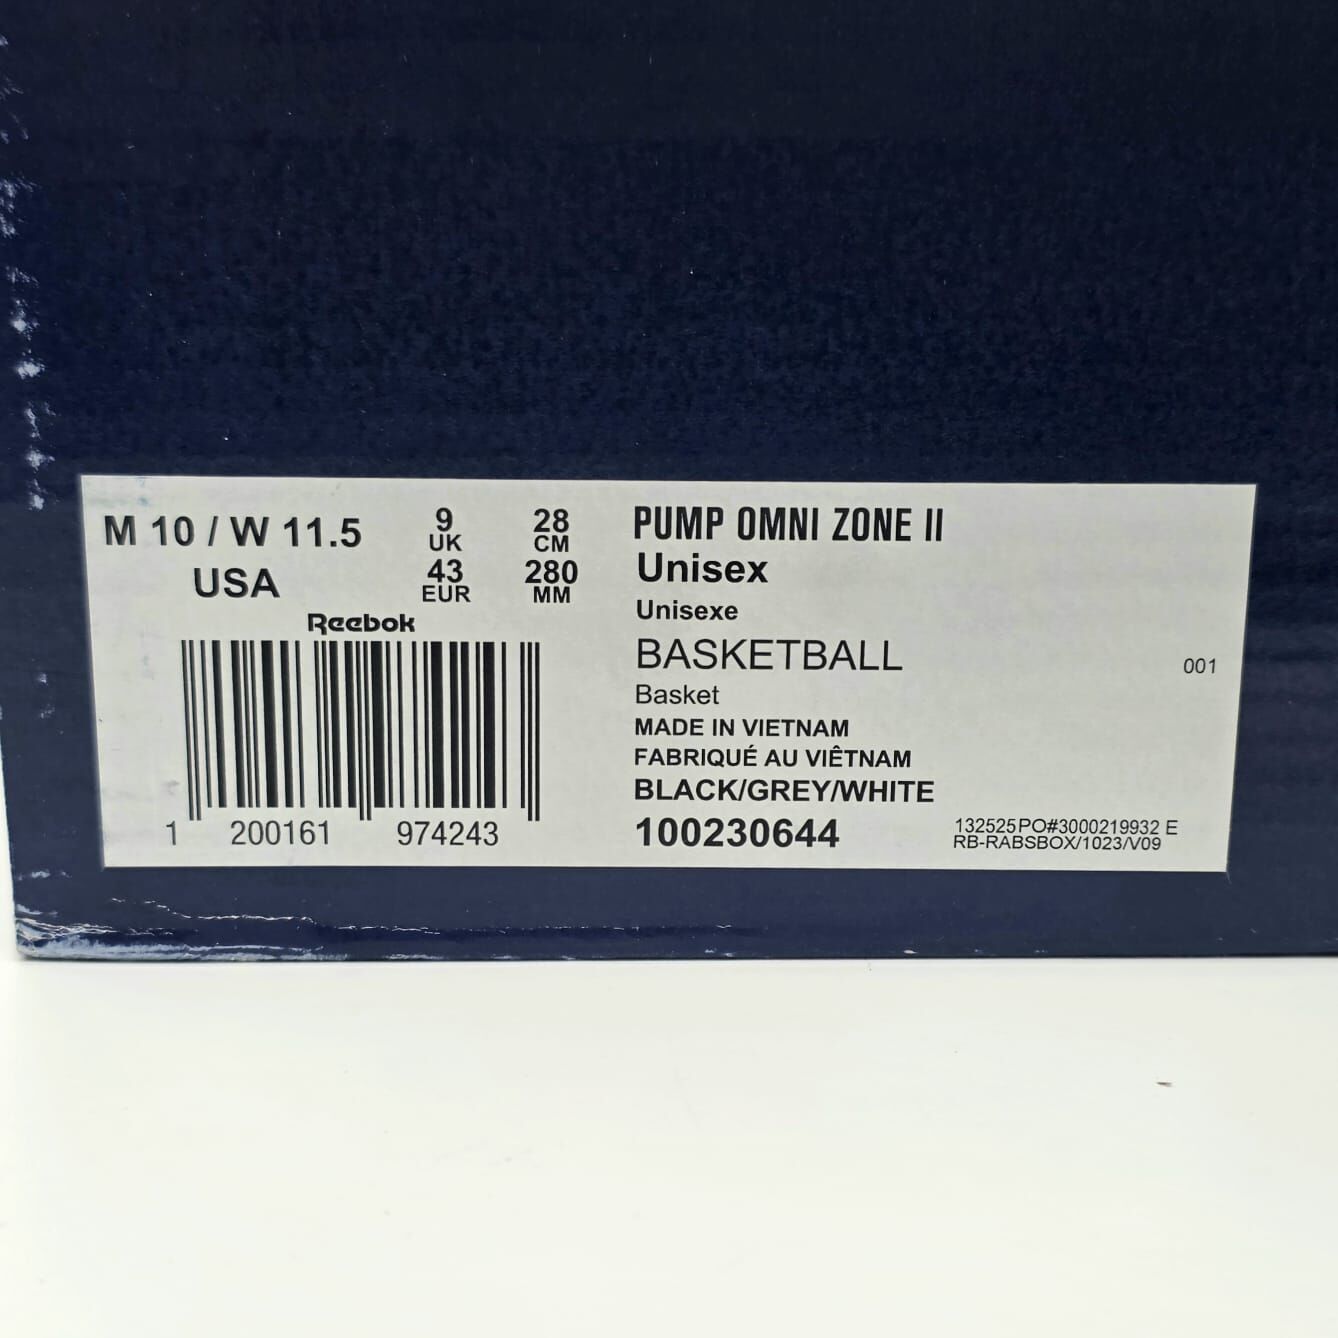 M 10 / W 11.5
USA
9
UK
43
EUR
28
CM
280
MM
Reebok
1 200161 974243
PUMP OMNI ZONE II
Unisex
Unisexe
BASKETBALL
Basket
001
MADE IN VIETNAM
FABRIQUÉ AU VIÊTNAM
BLACK/GREY/WHITE
100230644
132525PO#3000219932 E
RB-RABSBOX/1023/V09